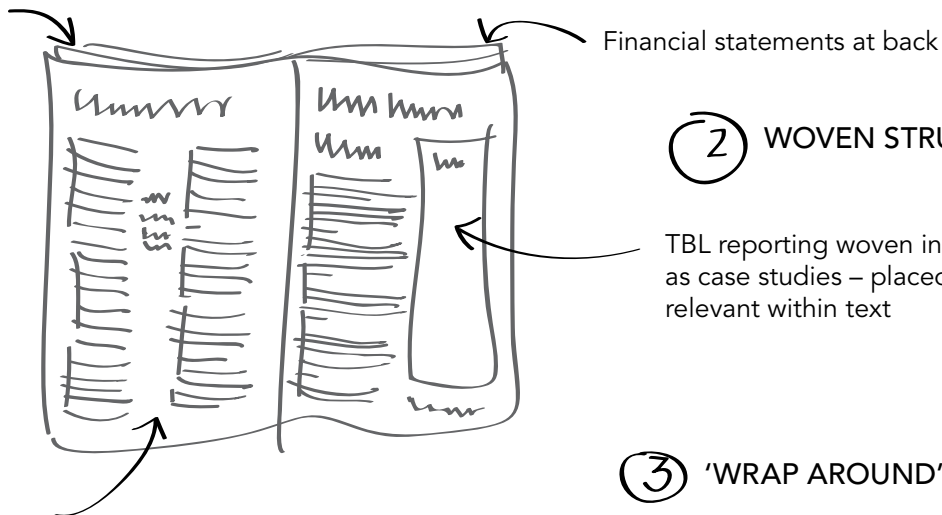 Financial statements at back
2 WOVEN STRU
TBL reporting woven in
as case studies – placed
relevant within text
3 'WRAP AROUND'